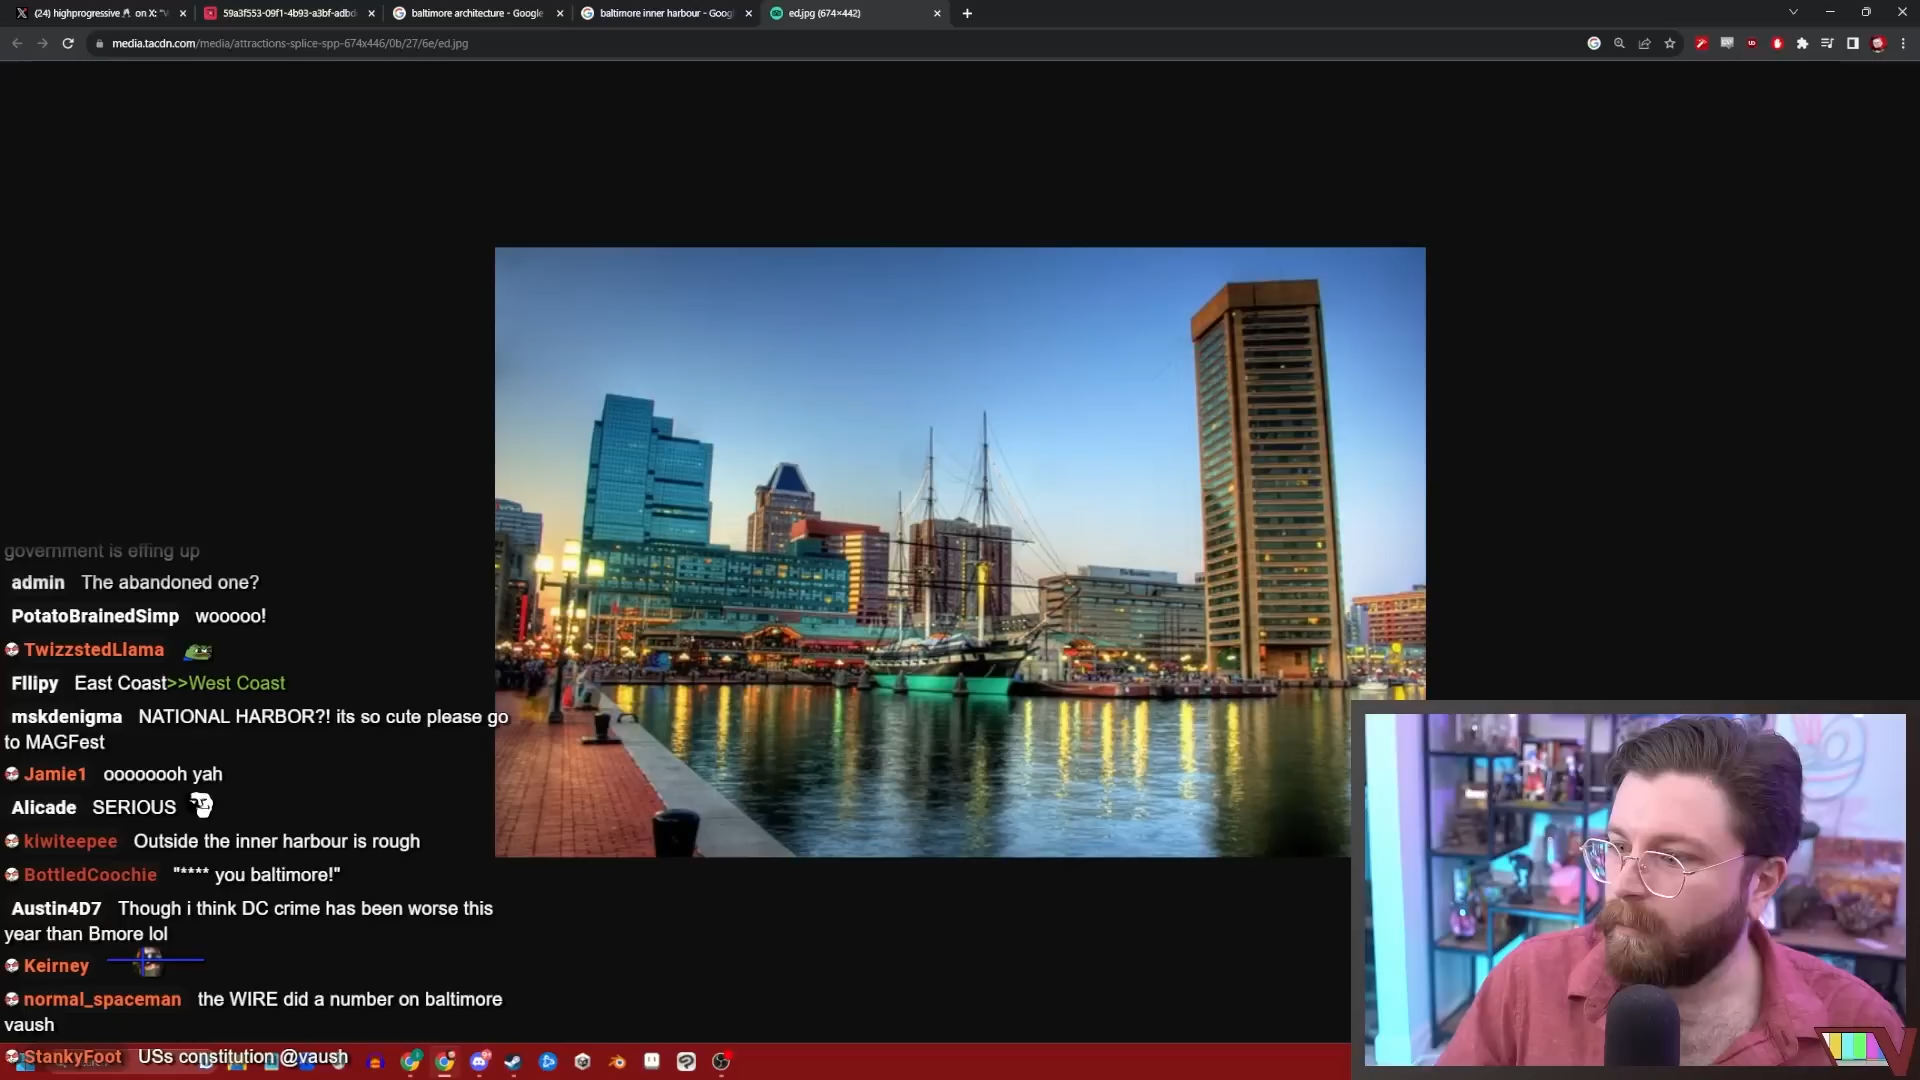 (24) highprogressive on X: "V
59a3f553-09f1-4b93-a3bf-adbd
baltimore architecture - Google
baltimore inner harbour - Goog
ed.jpg (674×442)
media.tacdn.com/media/attractions-splice-spp-674x446/0b/27/6e/ed.jpg
government is effing up
admin The abandoned one?
PotatoBrainedSimp wooooo!
TwizzstedLlama
Fllipy East Coast>>West Coast
mskdenigma NATIONAL HARBOR?! its so cute please go
to MAGFest
Jamie1 oooooooh yah
Alicade SERIOUS
kiwiteepee Outside the inner harbour is rough
BottledCoochie "**** you baltimore!"
Austin4D7 Though i think DC crime has been worse this
year than Bmore lol
Keirney
normal_spaceman the WIRE did a number on baltimore
vaush
StankyFoot USs constitution @vaush